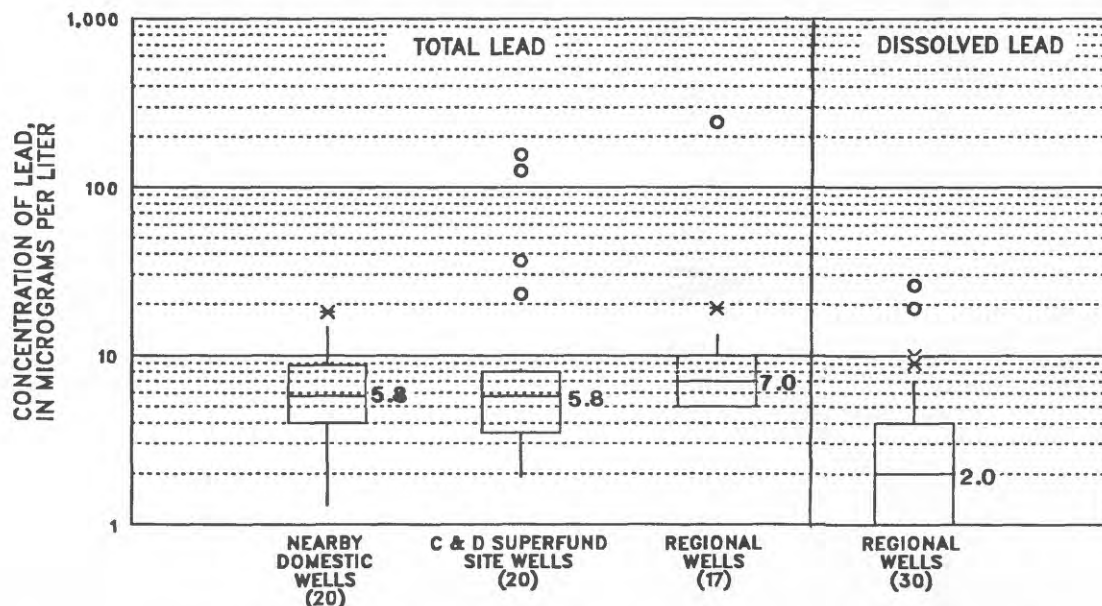 TOTAL LEAD
DISSOLVED LEAD
CONCENTRATION OF LEAD,
IN MICROGRAMS PER LITER
1,000
100
10
1
5.8
5.8
7.0
2.0
NEARBY
DOMESTIC
WELLS
(20)
C & D SUPERFUND
SITE WELLS
(20)
REGIONAL
WELLS
(17)
REGIONAL
WELLS
(30)